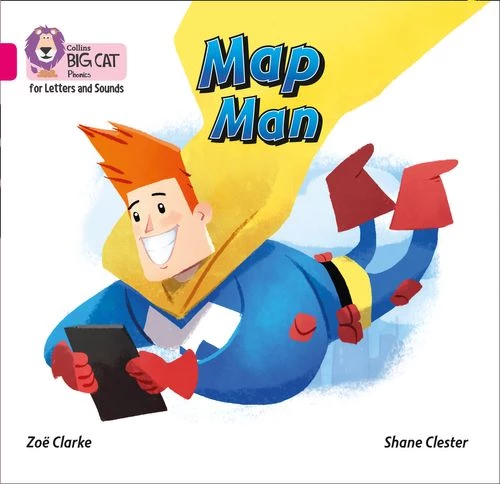 Collins
BIG CAT
Phonics
for Letters and Sounds
Map
Man
Zoë Clarke
Shane Clester